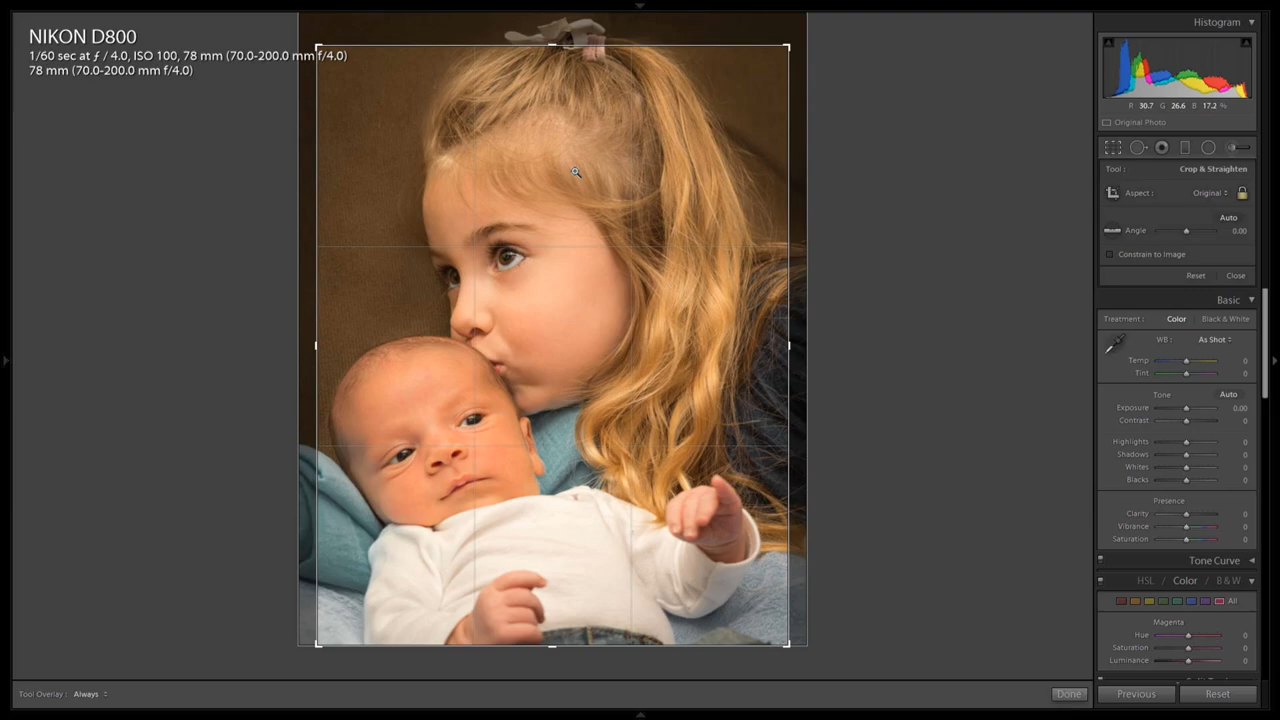 NIKON D800
1/60 sec at ƒ / 4.0, ISO 100, 78 mm (70.0-200.0 mm f/4.0)
78 mm (70.0-200.0 mm f/4.0)
Histogram
R 30.7 G 26.6 B 17.2 %
Original Photo
Tool : Crop & Straighten
Aspect : Original
Auto
Angle 0.00
Constrain to Image
Reset Close
Basic
Treatment : Color Black & White
WB : As Shot
Temp 0
Tint 0
Tone Auto
Exposure 0.00
Contrast 0
Highlights 0
Shadows 0
Whites 0
Blacks 0
Presence
Clarity 0
Vibrance 0
Saturation 0
Tone Curve
HSL / Color / B & W
All
Magenta
Hue 0
Saturation 0
Luminance 0
Tool Overlay : Always
Done
Previous Reset